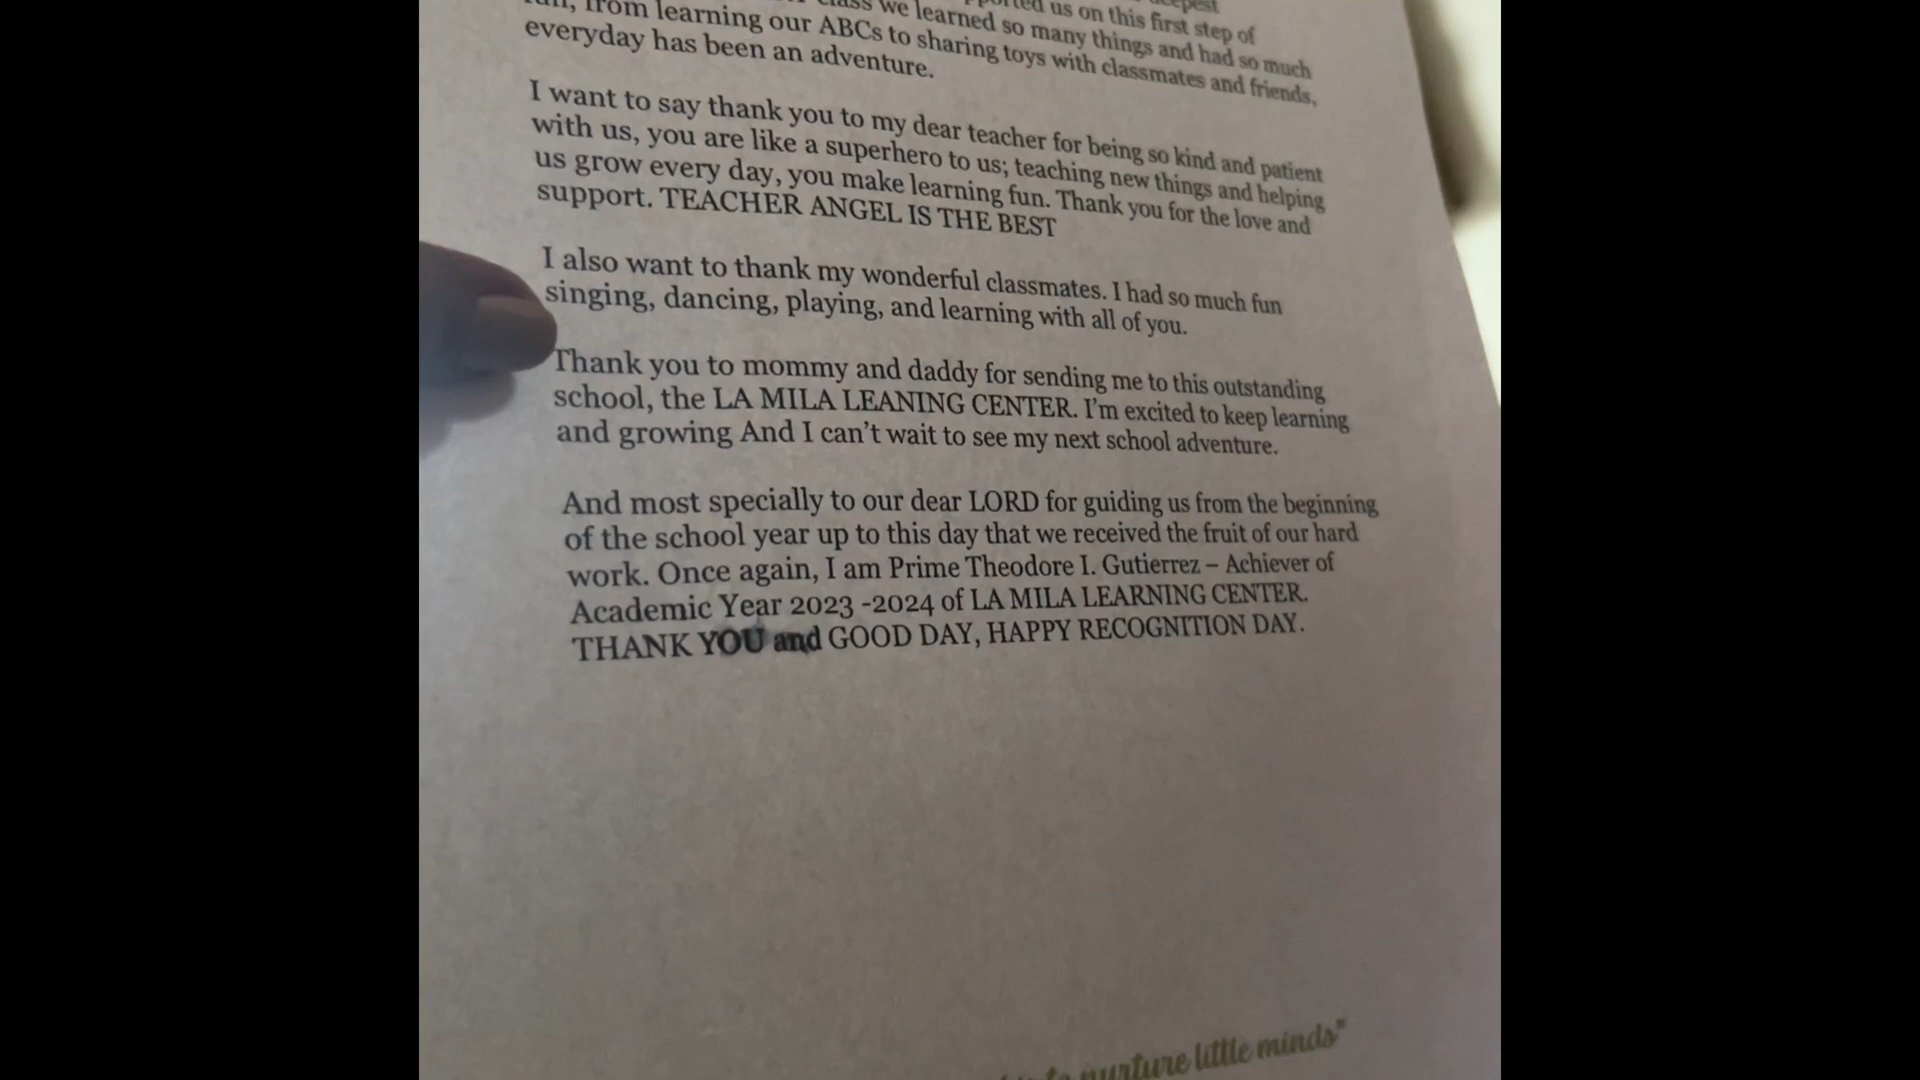 deepest
us on this first step of
class we learned so many things and had so much
from learning our ABCs to sharing toys with classmates and friends,
everyday has been an adventure.
I want to say thank you to my dear teacher for being so kind and patient
with us, you are like a superhero to us; teaching new things and helping
us grow every day, you make learning fun. Thank you for the love and
support. TEACHER ANGEL IS THE BEST
I also want to thank my wonderful classmates. I had so much fun
singing, dancing, playing, and learning with all of you.
Thank you to mommy and daddy for sending me to this outstanding
school, the LA MILA LEANING CENTER. I'm excited to keep learning
and growing And I can't wait to see my next school adventure.
And most specially to our dear LORD for guiding us from the beginning
of the school year up to this day that we received the fruit of our hard
work. Once again, I am Prime Theodore I. Gutierrez – Achiever of
Academic Year 2023 -2024 of LA MILA LEARNING CENTER.
THANK YOU and GOOD DAY, HAPPY RECOGNITION DAY.
to nurture little minds"